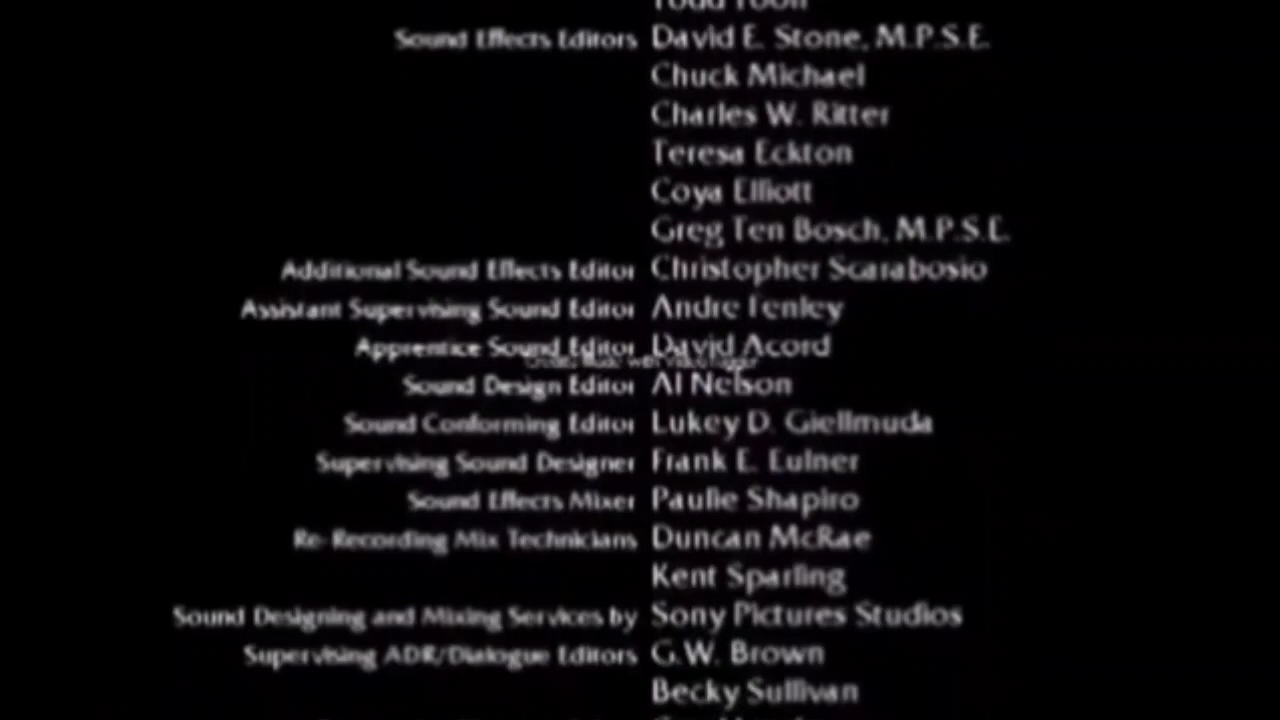 Todd Toon
Sound Effects Editors David E. Stone, M.P.S.E.
Chuck Michael
Charles W. Ritter
Teresa Eckton
Coya Elliott
Greg Ten Bosch, M.P.S.E.
Additional Sound Effects Editor Christopher Scarabosio
Assistant Supervising Sound Editor Andre Fenley
Apprentice Sound Editor David Acord
Sound Design Editor Al Nelson
Sound Conforming Editor Lukey D. Giellmuda
Supervising Sound Designer Frank E. Eulner
Sound Effects Mixer Paulie Shapiro
Re-Recording Mix Technicians Duncan McRae
Kent Sparling
Sound Designing and Mixing Services by Sony Pictures Studios
Supervising ADR/Dialogue Editors G.W. Brown
Becky Sullivan